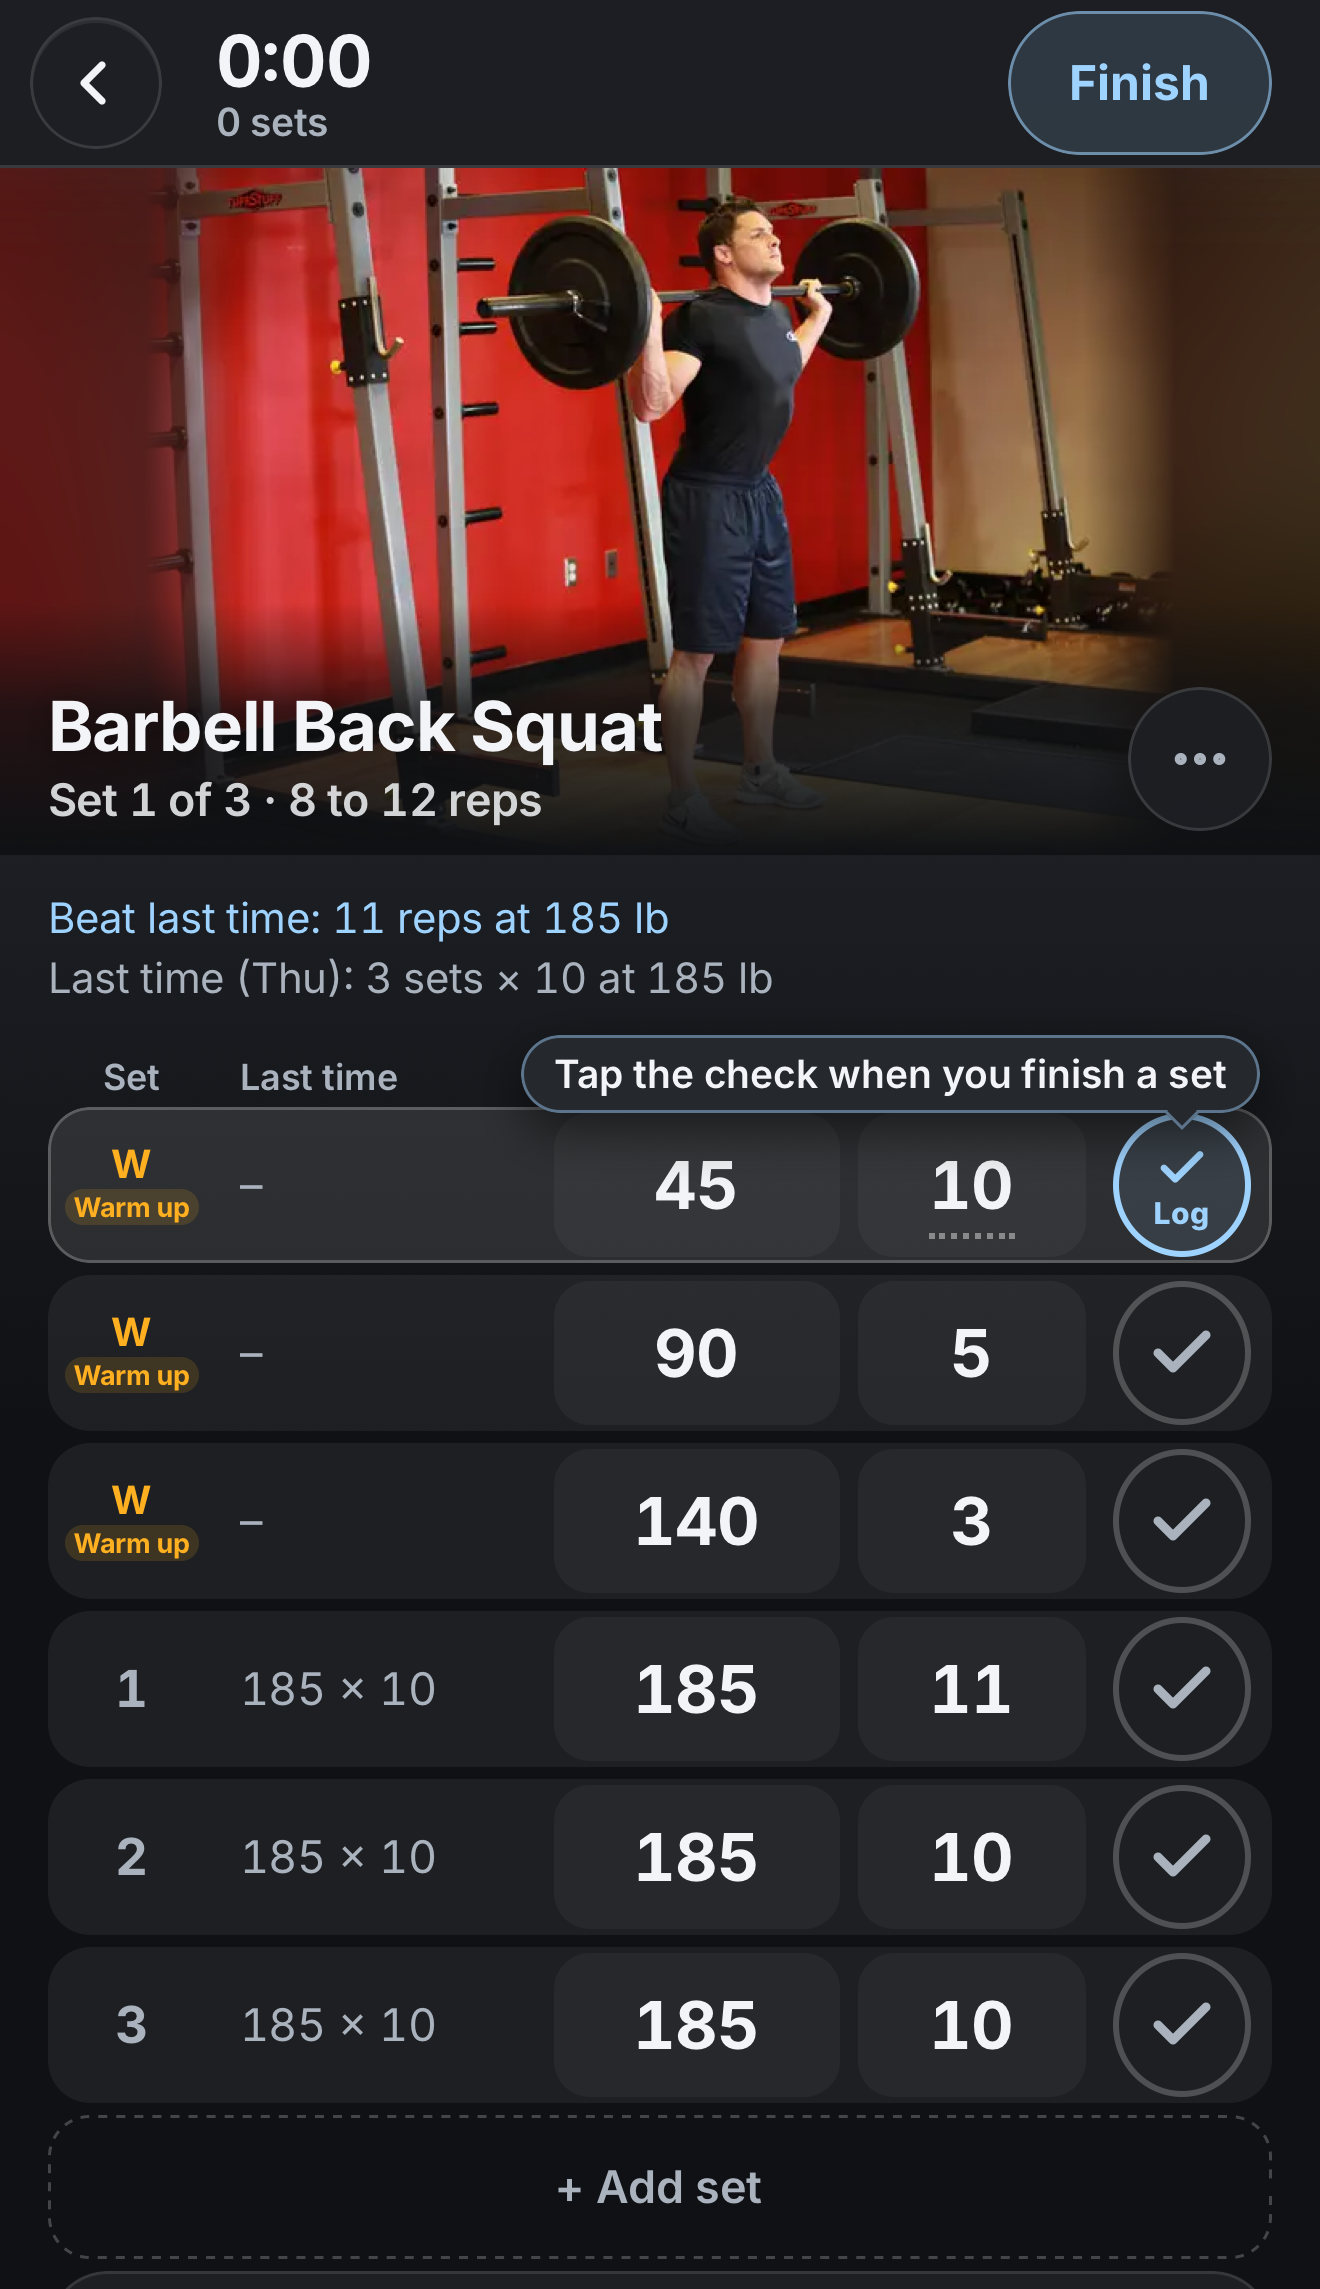 0:00
0 sets
Finish
Barbell Back Squat
Set 1 of 3 · 8 to 12 reps
Beat last time: 11 reps at 185 lb
Last time (Thu): 3 sets × 10 at 185 lb
Set Last time
Tap the check when you finish a set
W
Warm up
– 45 10
Log
W
Warm up
– 90 5
W
Warm up
– 140 3
1 185 × 10 185 11
2 185 × 10 185 10
3 185 × 10 185 10
+ Add set